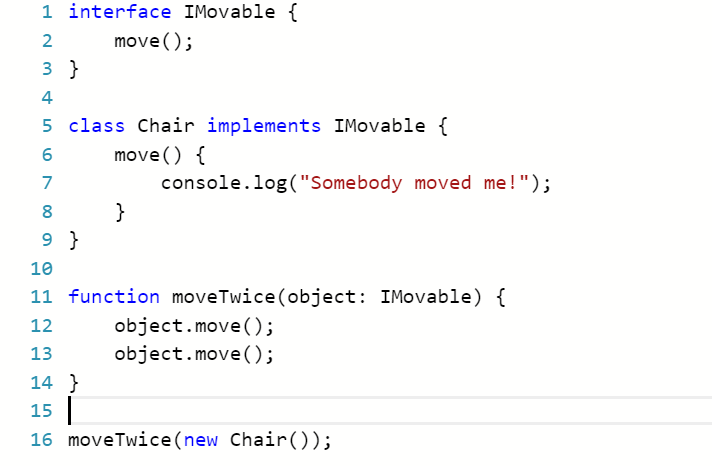 1 interface IMovable {
2     move();
3 }
4
5 class Chair implements IMovable {
6     move() {
7         console.log("Somebody moved me!");
8     }
9 }
10
11 function moveTwice(object: IMovable) {
12     object.move();
13     object.move();
14 }
15
16 moveTwice(new Chair());